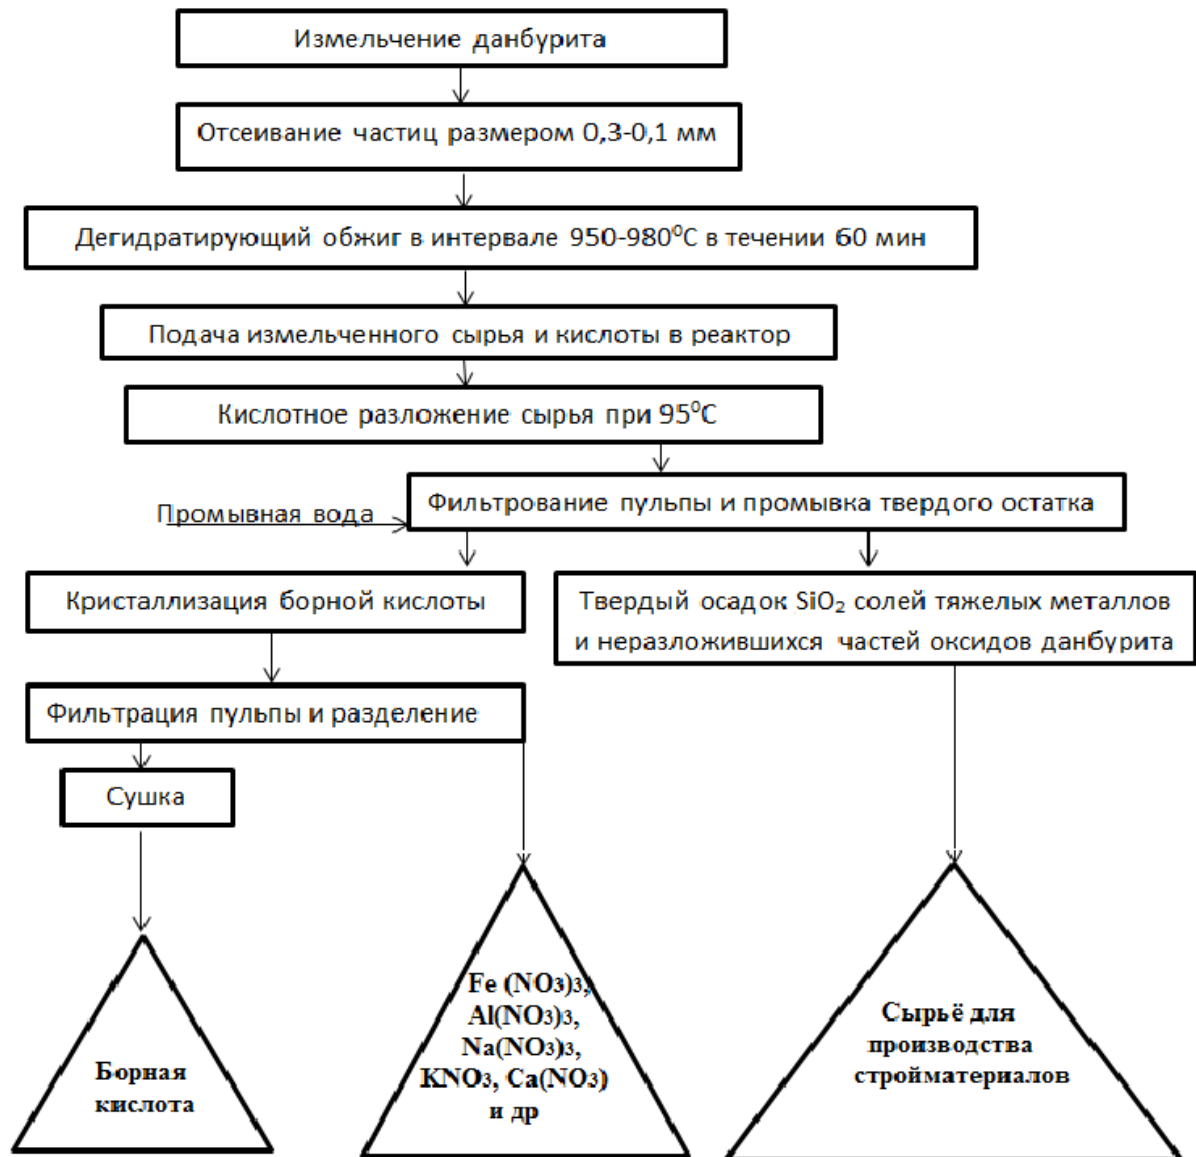 Измельчение данбурита
Отсеивание частиц размером 0,3-0,1 мм
Дегидратирующий обжиг в интервале 950-980⁰С в течении 60 мин
Подача измельченного сырья и кислоты в реактор
Кислотное разложение сырья при 95⁰С
Фильтрование пульпы и промывка твердого остатка
Промывная вода
Кристаллизация борной кислоты
Твердый осадок SiO₂ солей тяжелых металлов
и неразложившихся частей оксидов данбурита
Фильтрация пульпы и разделение
Сушка
Борная
кислота
Fe (NO₃)₃,
Al(NO₃)₃,
Na(NO₃)₃,
KNO₃, Ca(NO₃)
и др
Сырьё для
производства
стройматериалов